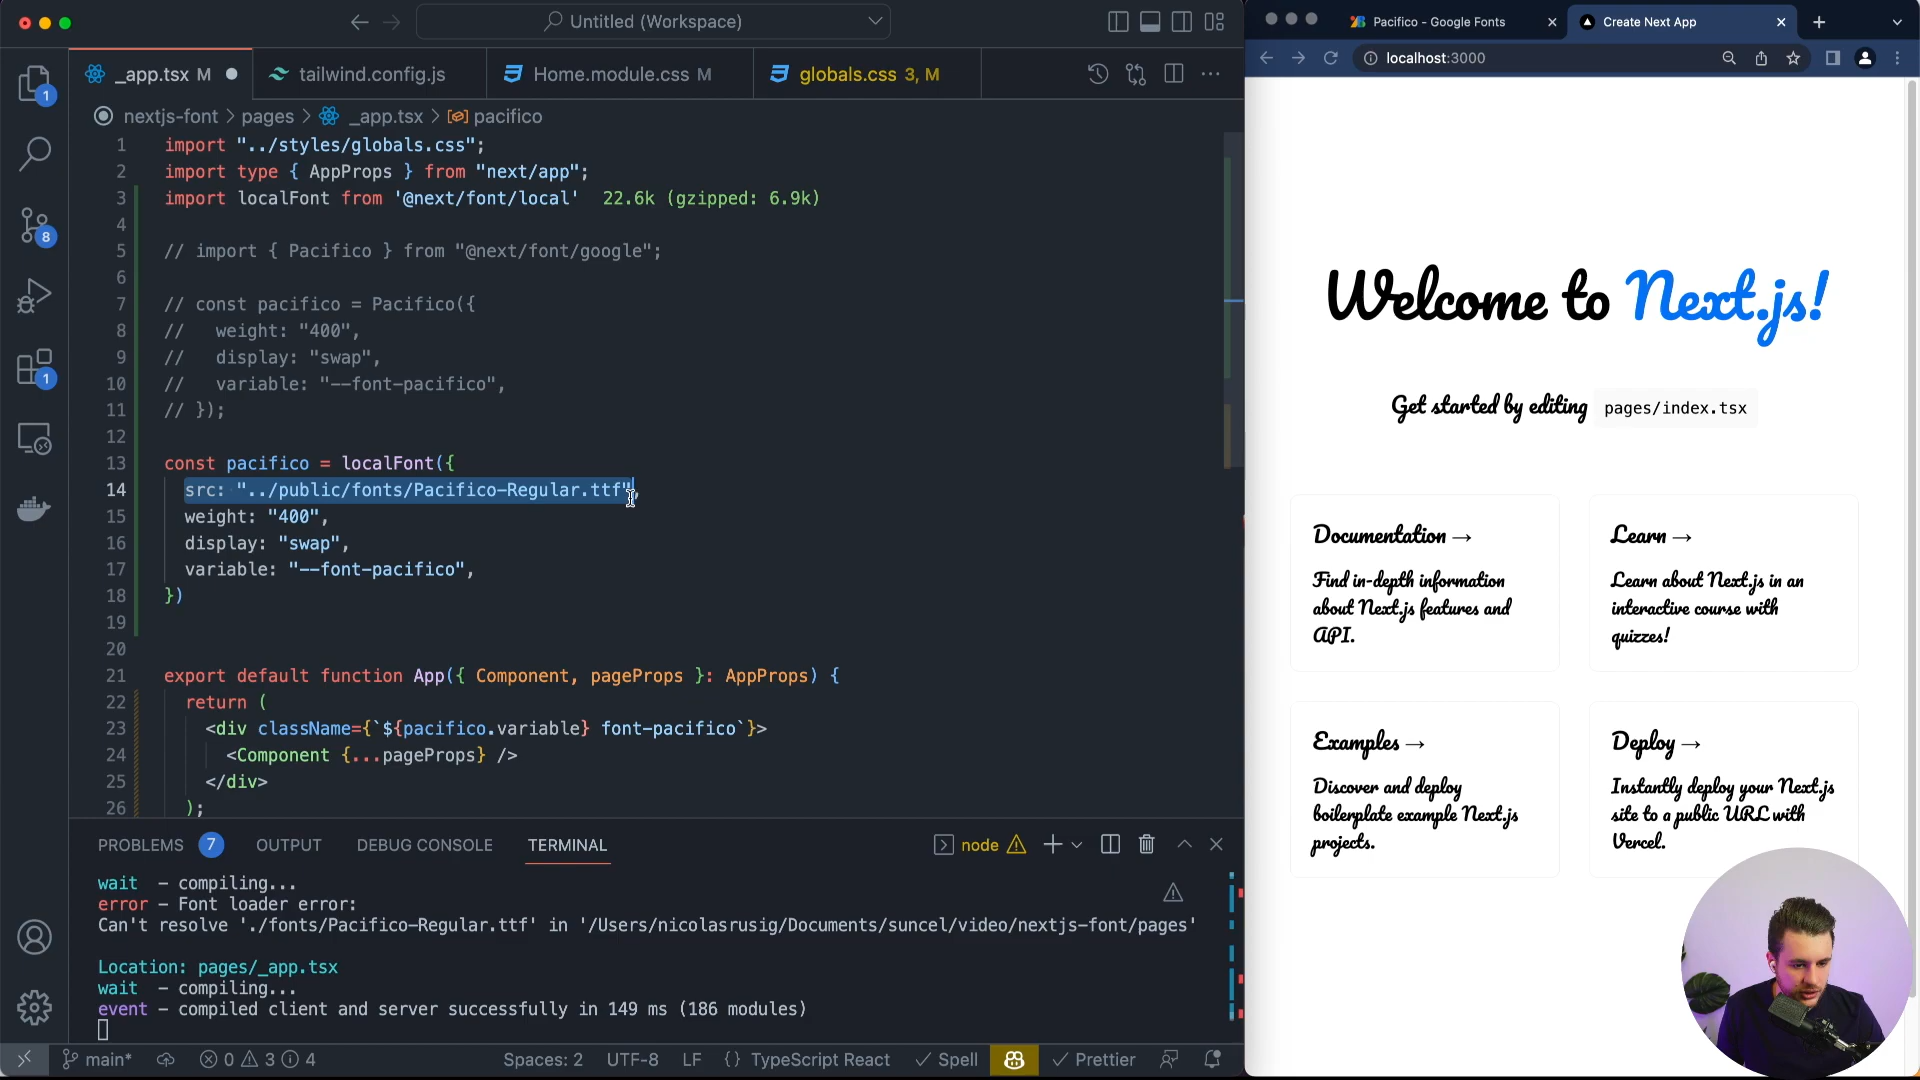 Untitled (Workspace)
_app.tsx M
tailwind.config.js
Home.module.css M
globals.css 3, M
nextjs-font > pages > _app.tsx > pacifico
1 import "../styles/globals.css";
2 import type { AppProps } from "next/app";
3 import localFont from '@next/font/local' 22.6k (gzipped: 6.9k)
4
5 // import { Pacifico } from "@next/font/google";
6
7 // const pacifico = Pacifico({
8 //   weight: "400",
9 //   display: "swap",
10 //   variable: "--font-pacifico",
11 // });
12
13 const pacifico = localFont({
14 src: "../public/fonts/Pacifico-Regular.ttf",
15 weight: "400",
16 display: "swap",
17 variable: "--font-pacifico",
18 })
19
20
21 export default function App({ Component, pageProps }: AppProps) {
22 return (
23 <div className={`${pacifico.variable} font-pacifico`}>
24 <Component {...pageProps} />
25 </div>
26 );
1
8
1
PROBLEMS 7 OUTPUT DEBUG CONSOLE TERMINAL
node
wait - compiling...
error - Font loader error:
Can't resolve './fonts/Pacifico-Regular.ttf' in '/Users/nicolasrusig/Documents/suncel/video/nextjs-font/pages'
Location: pages/_app.tsx
wait - compiling...
event - compiled client and server successfully in 149 ms (186 modules)
main* 0 3 4 Spaces: 2 UTF-8 LF {} TypeScript React Spell Prettier
Pacifico - Google Fonts
Create Next App
localhost:3000
Welcome to Next.js!
Get started by editing pages/index.tsx
Documentation →
Find in-depth information
about Next.js features and
API.
Learn →
Learn about Next.js in an
interactive course with
quizzes!
Examples →
Discover and deploy
boilerplate example Next.js
projects.
Deploy →
Instantly deploy your Next.js
site to a public URL with
Vercel.